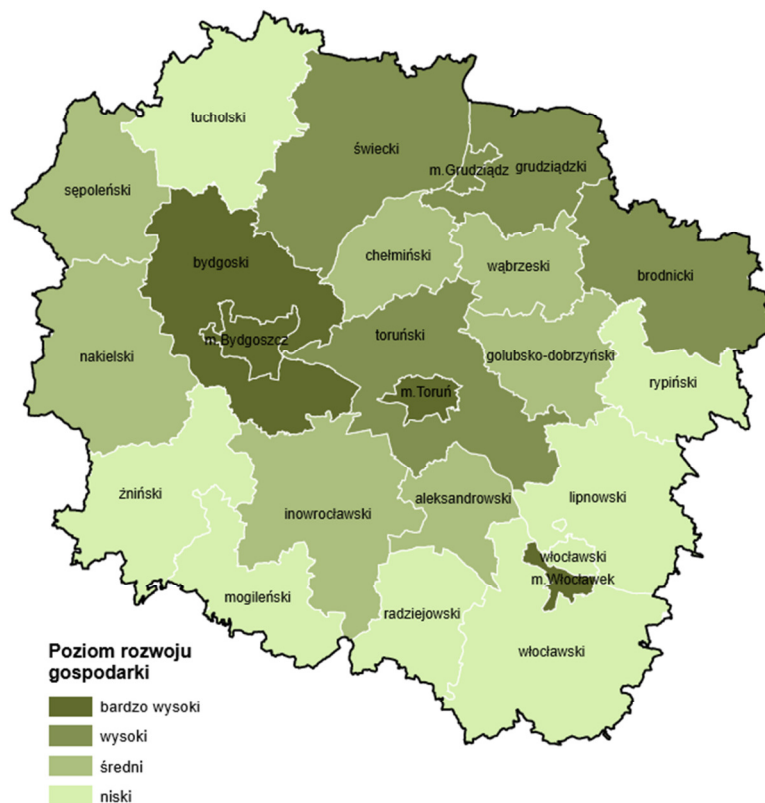 tucholski
świecki
m.Grudziądz
grudziądzki
sępoleński
bydgoski
chełmiński
wąbrzeski
brodnicki
m.Bydgoszcz
toruński
nakielski
golubsko-dobrzyński
rypiński
m.Toruń
żniński
inowrocławski
aleksandrowski
lipnowski
włocławski
m.Włocławek
mogileński
radziejowski
włocławski
Poziom rozwoju
gospodarki
bardzo wysoki
wysoki
średni
niski